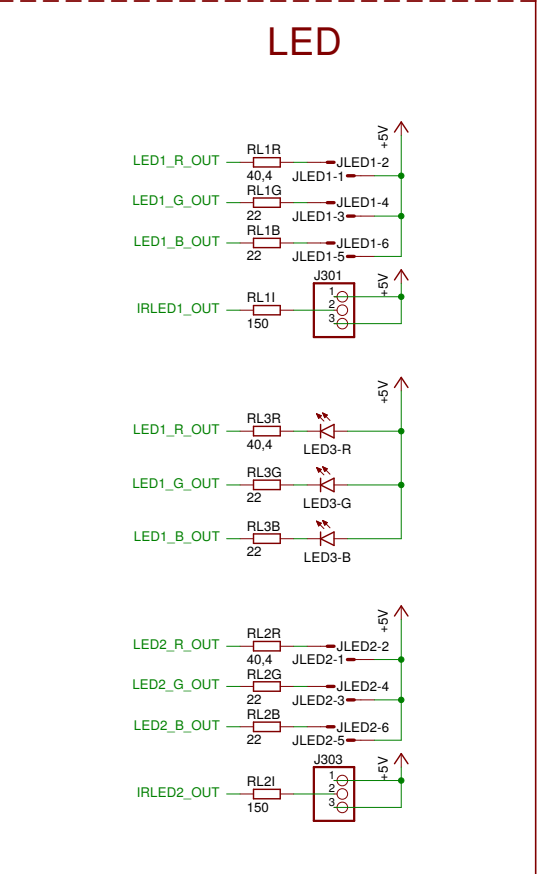 LED
+5V
LED1_R_OUT RL1R JLED1-2
40,4 JLED1-1
LED1_G_OUT RL1G JLED1-4
22 JLED1-3
LED1_B_OUT RL1B JLED1-6
22 JLED1-5
J301 +5V
IRLED1_OUT RL1I 1
2
150 3
+5V
LED1_R_OUT RL3R
40,4 LED3-R
LED1_G_OUT RL3G
22 LED3-G
LED1_B_OUT RL3B
22 LED3-B
+5V
LED2_R_OUT RL2R JLED2-2
40,4 JLED2-1
LED2_G_OUT RL2G JLED2-4
22 JLED2-3
LED2_B_OUT RL2B JLED2-6
22 JLED2-5
J303 +5V
IRLED2_OUT RL2I 1
2
150 3